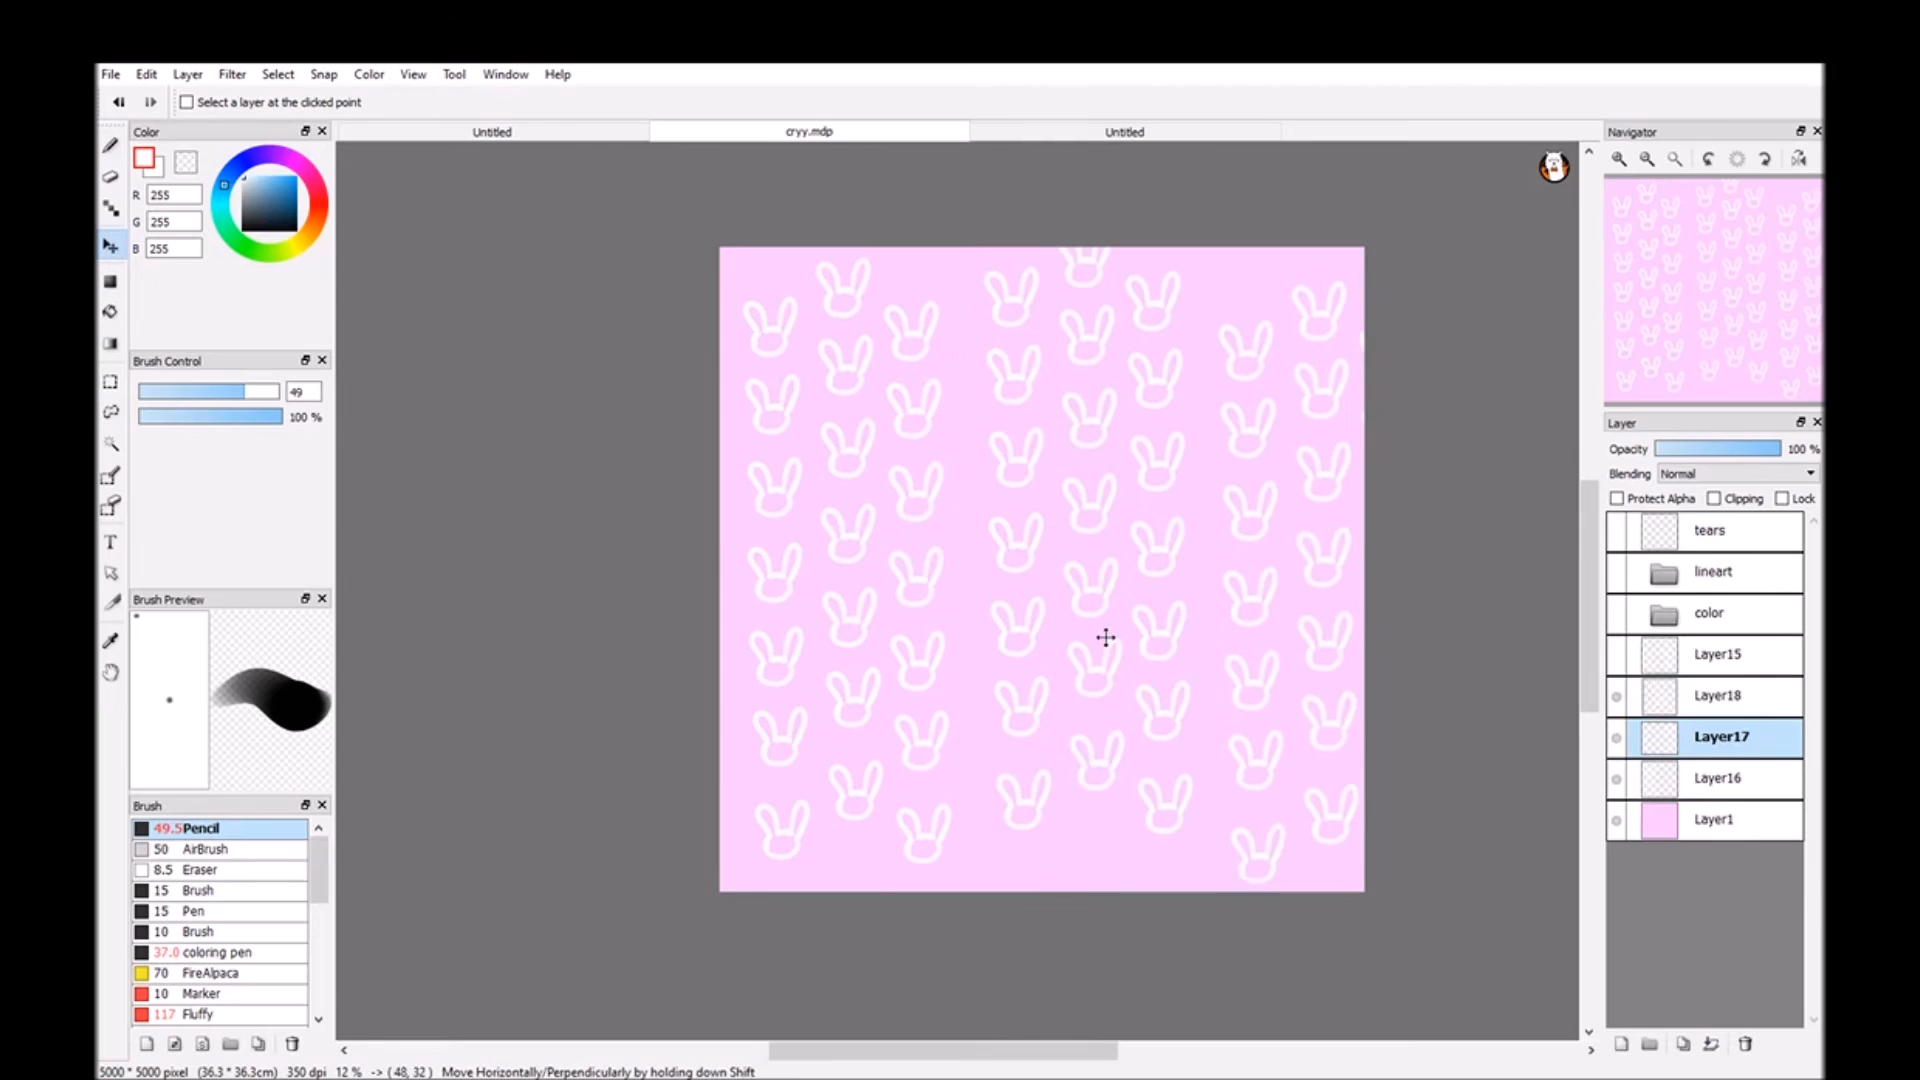 File Edit Layer Filter Select Snap Color View Tool Window Help
Select a layer at the clicked point
Color
Untitled
cryy.mdp
Untitled
Navigator
R 255
G 255
B 255
Brush Control
49
100 %
Brush Preview
Brush
49.5 Pencil
50 AirBrush
8.5 Eraser
15 Brush
15 Pen
10 Brush
37.0 coloring pen
70 FireAlpaca
10 Marker
117 Fluffy
Layer
Opacity 100 %
Blending Normal
Protect Alpha Clipping Lock
tears
lineart
color
Layer15
Layer18
Layer17
Layer16
Layer1
5000 * 5000 pixel (36.3 * 36.3cm) 350 dpi 12 % -> ( 48, 32 ) Move Horizontally/Perpendicularly by holding down Shift